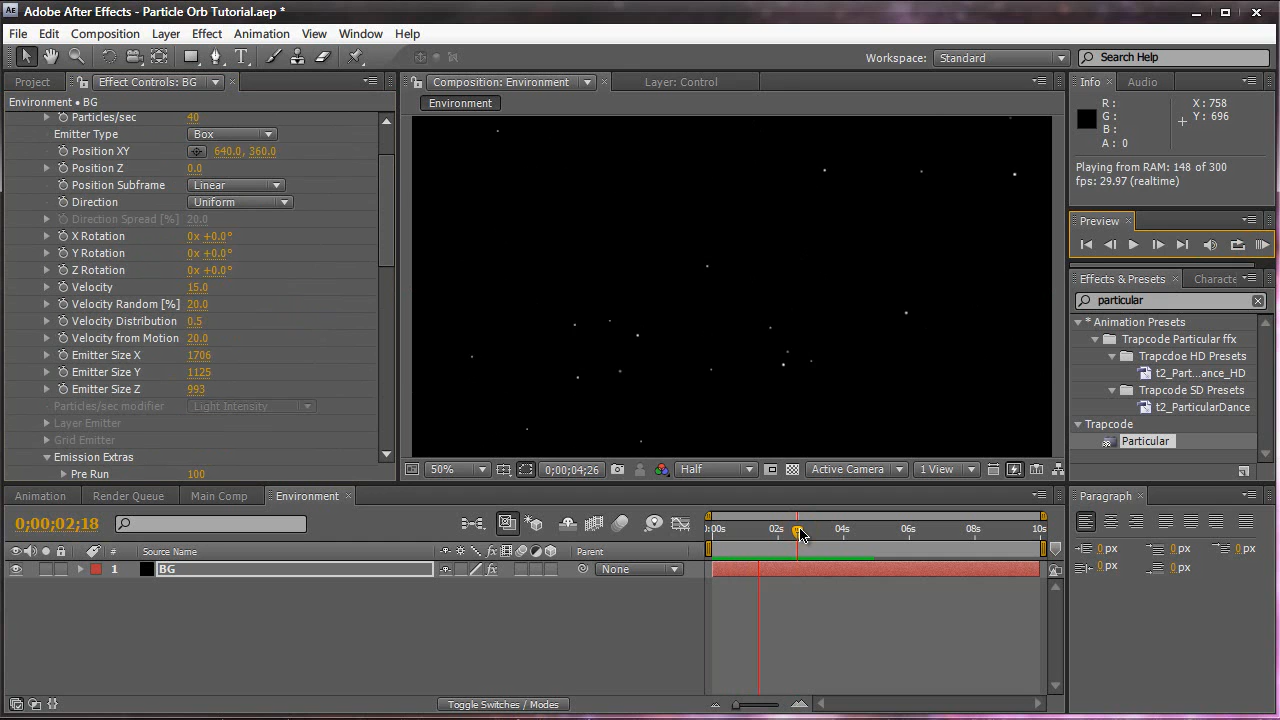 Adobe After Effects - Particle Orb Tutorial.aep *
File Edit Composition Layer Effect Animation View Window Help
Workspace: Standard Search Help
Project Effect Controls: BG Composition: Environment Layer: Control Info Audio
Environment • BG
Environment
Particles/sec 40
Emitter Type Box
Position XY 640.0, 360.0
Position Z 0.0
Position Subframe Linear
Direction Uniform
Direction Spread [%] 20.0
X Rotation 0x +0.0°
Y Rotation 0x +0.0°
Z Rotation 0x +0.0°
Velocity 15.0
Velocity Random [%] 20.0
Velocity Distribution 0.5
Velocity from Motion 20.0
Emitter Size X 1706
Emitter Size Y 1125
Emitter Size Z 993
Particles/sec modifier Light Intensity
Layer Emitter
Grid Emitter
Emission Extras
Pre Run 100
50% 0;00;04;26 Half Active Camera 1 View
R : X : 758
G : Y : 696
B :
A : 0
Playing from RAM: 148 of 300
fps: 29.97 (realtime)
Preview
Effects & Presets Characte
particular
* Animation Presets
Trapcode Particular ffx
Trapcdoe HD Presets
t2_Part...ance_HD
Trapcode SD Presets
t2_ParticularDance
Trapcode
Particular
Animation Render Queue Main Comp Environment
0;00;02;18
0:00s 02s 04s 06s 08s 10s
# Source Name Parent
1 BG None
Toggle Switches / Modes
Paragraph
0 px 0 px 0 px
0 px 0 px